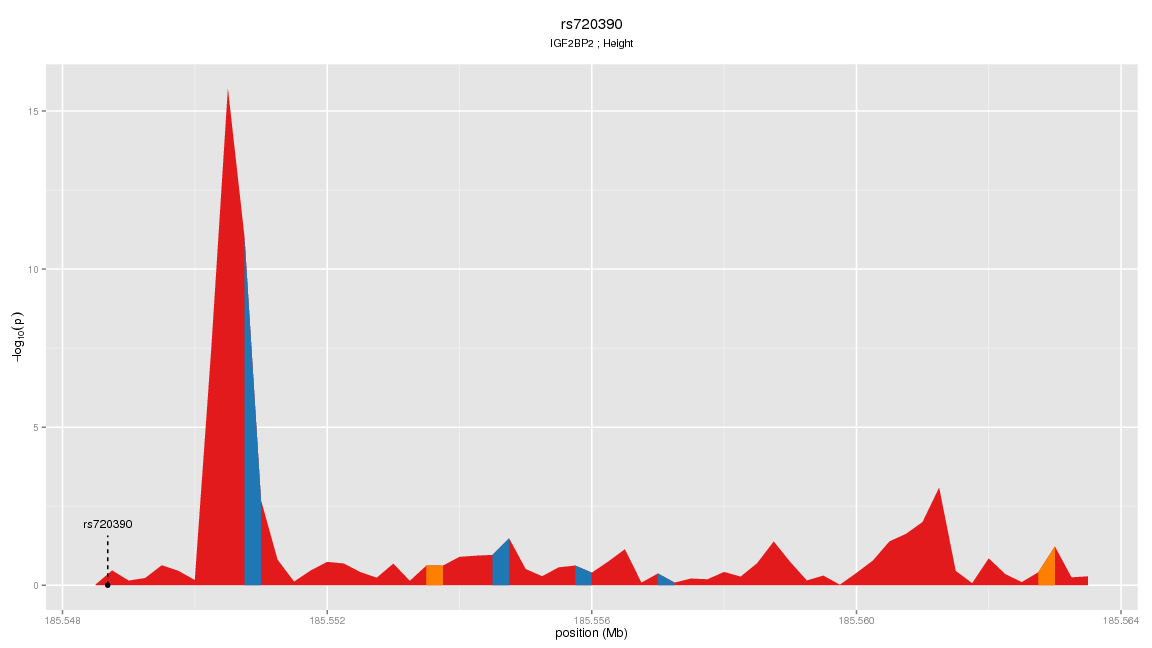 rs720390
IGF2BP2 ; Height
15
10
5
0
−log10(p)
rs720390
185.548
185.552
185.556
185.560
185.564
position (Mb)